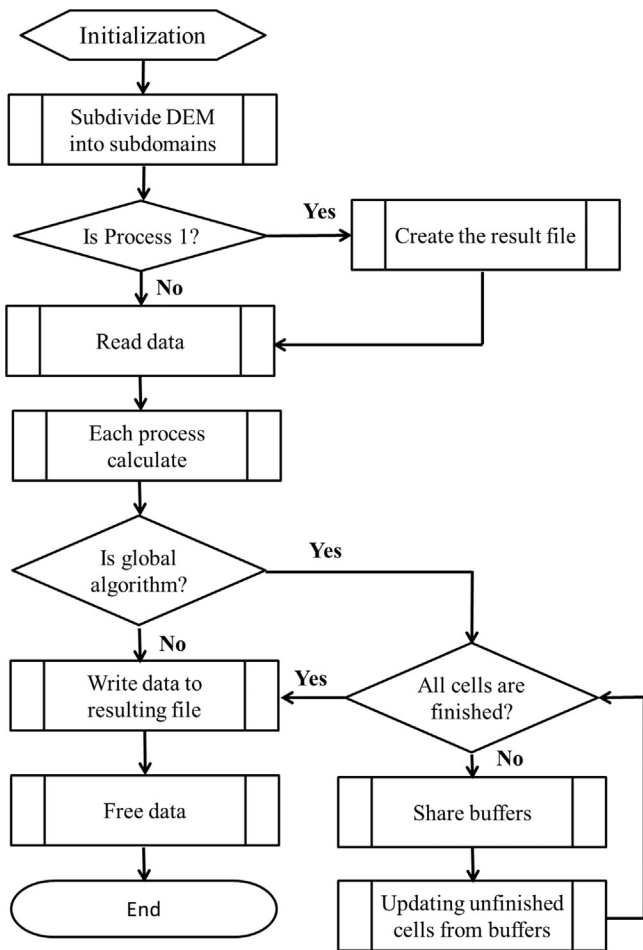 Initialization
Subdivide DEM
into subdomains
Is Process 1?
Yes
Create the result file
No
Read data
Each process
calculate
Is global
algorithm?
Yes
No
Write data to
resulting file
Yes
All cells are
finished?
No
Free data
Share buffers
End
Updating unfinished
cells from buffers